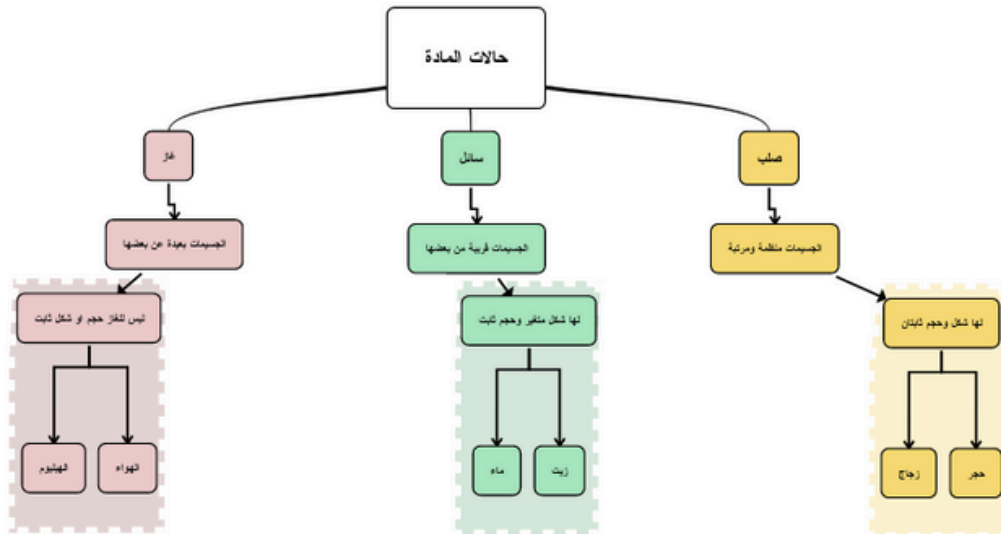 حالات المادة
صلب
سائل
غاز
الجسيمات منظمة ومرتبة
الجسيمات قريبة من بعضها
الجسيمات بعيدة عن بعضها
لها شكل وحجم ثابتان
لها شكل متغير وحجم ثابت
ليس للغاز حجم او شكل ثابت
حجر
زجاج
زيت
ماء
الهواء
الهيليوم